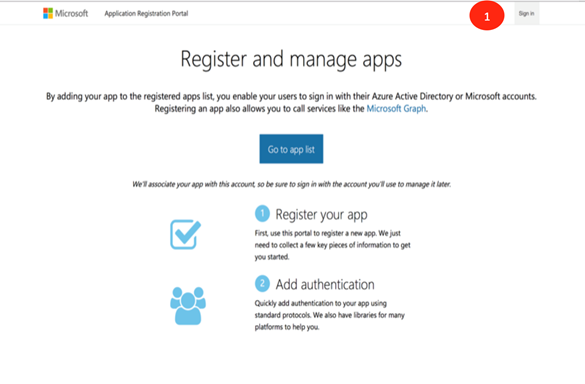 Microsoft Application Registration Portal 1 Sign in
Register and manage apps
By adding your app to the registered apps list, you enable your users to sign in with their Azure Active Directory or Microsoft accounts.
Registering an app also allows you to call services like the Microsoft Graph.
Go to app list
We'll associate your app with this account, so be sure to sign in with the account you'll use to manage it later.
1 Register your app
First, use this portal to register a new app. We just
need to collect a few key pieces of information to get
you started.
2 Add authentication
Quickly add authentication to your app using
standard protocols. We also have libraries for many
platforms to help you.